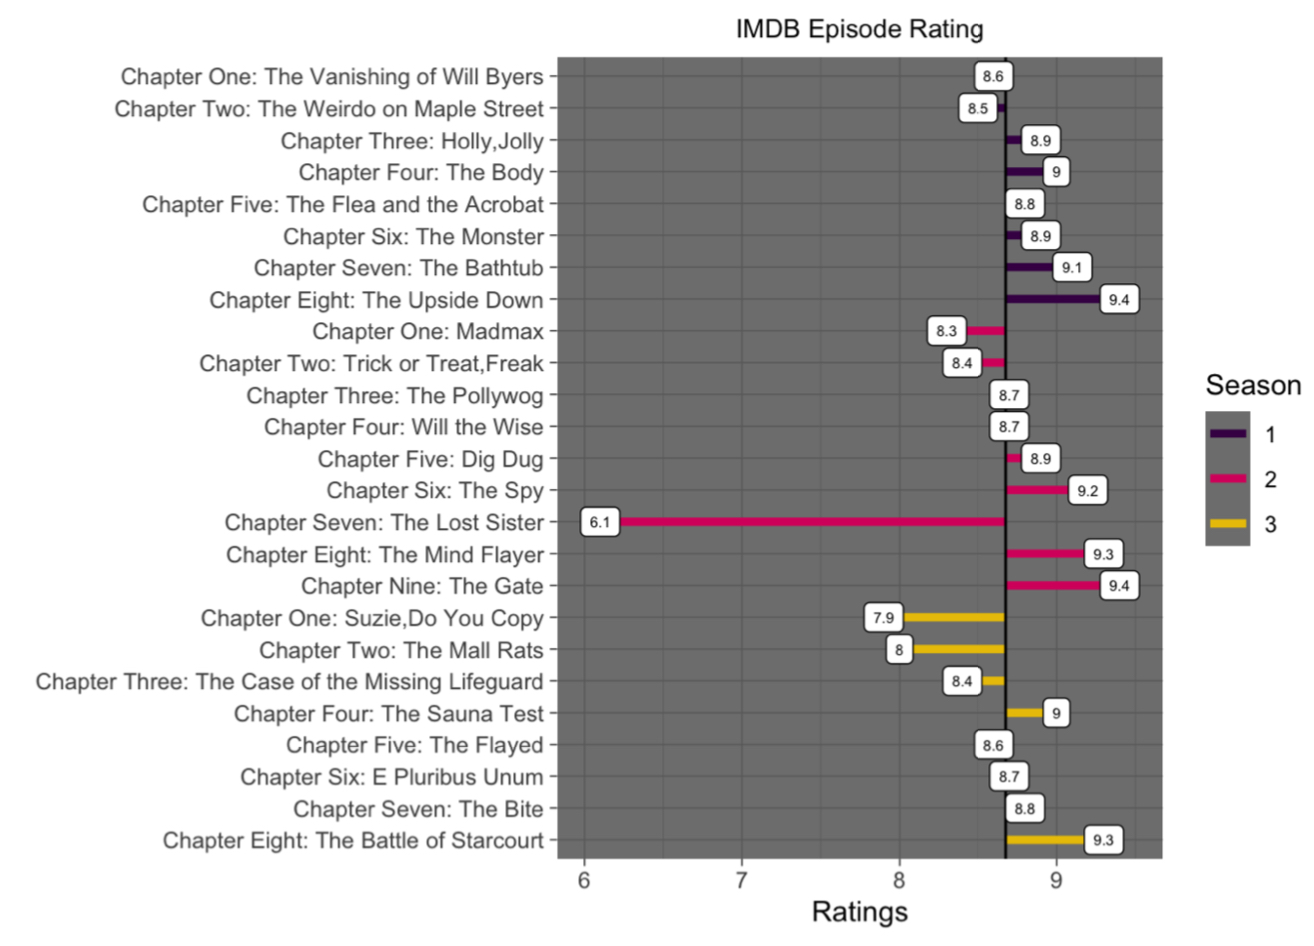 IMDB Episode Rating
Chapter One: The Vanishing of Will Byers 8.6
Chapter Two: The Weirdo on Maple Street 8.5
Chapter Three: Holly,Jolly 8.9
Chapter Four: The Body 9
Chapter Five: The Flea and the Acrobat 8.8
Chapter Six: The Monster 8.9
Chapter Seven: The Bathtub 9.1
Chapter Eight: The Upside Down 9.4
Chapter One: Madmax 8.3
Chapter Two: Trick or Treat,Freak 8.4
Chapter Three: The Pollywog 8.7
Chapter Four: Will the Wise 8.7
Chapter Five: Dig Dug 8.9
Chapter Six: The Spy 9.2
Chapter Seven: The Lost Sister 6.1
Chapter Eight: The Mind Flayer 9.3
Chapter Nine: The Gate 9.4
Chapter One: Suzie,Do You Copy 7.9
Chapter Two: The Mall Rats 8
Chapter Three: The Case of the Missing Lifeguard 8.4
Chapter Four: The Sauna Test 9
Chapter Five: The Flayed 8.6
Chapter Six: E Pluribus Unum 8.7
Chapter Seven: The Bite 8.8
Chapter Eight: The Battle of Starcourt 9.3
6 7 8 9
Ratings
Season
1
2
3